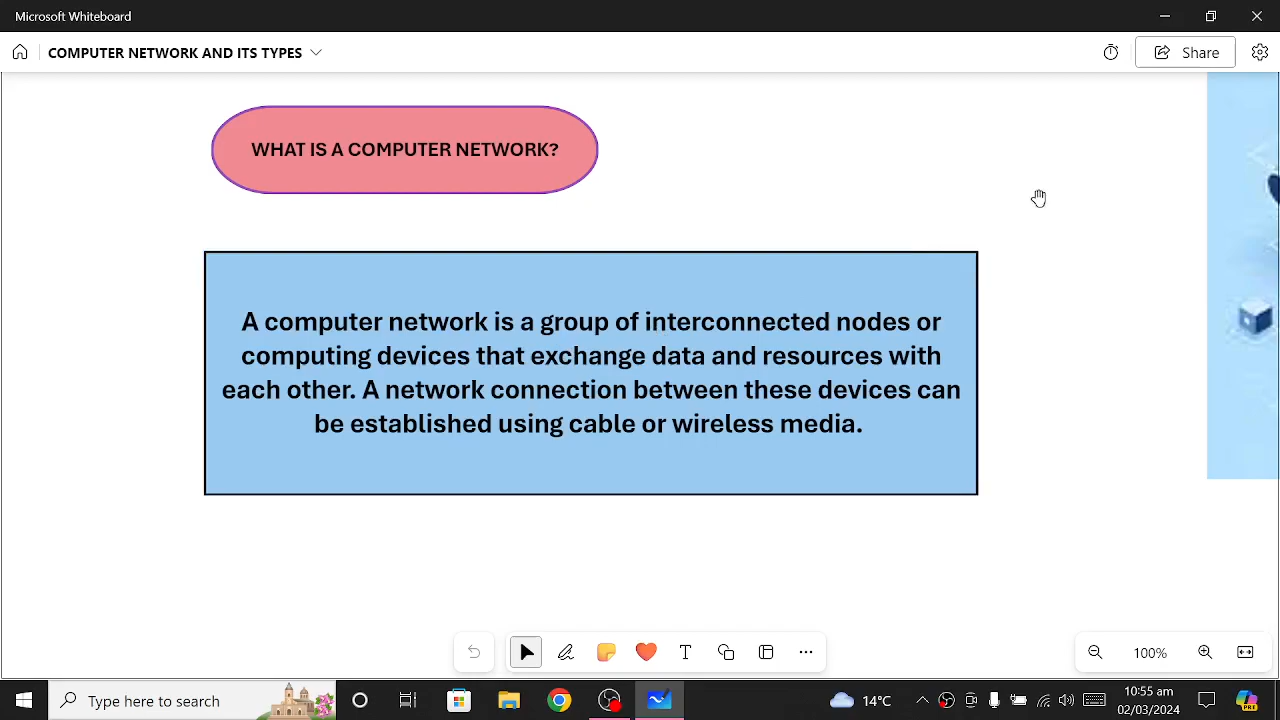 Microsoft Whiteboard
COMPUTER NETWORK AND ITS TYPES
Share
WHAT IS A COMPUTER NETWORK?
A computer network is a group of interconnected nodes or
computing devices that exchange data and resources with
each other. A network connection between these devices can
be established using cable or wireless media.
T
100%
Type here to search
14°C
10:55 am
02/03/2024
PRE